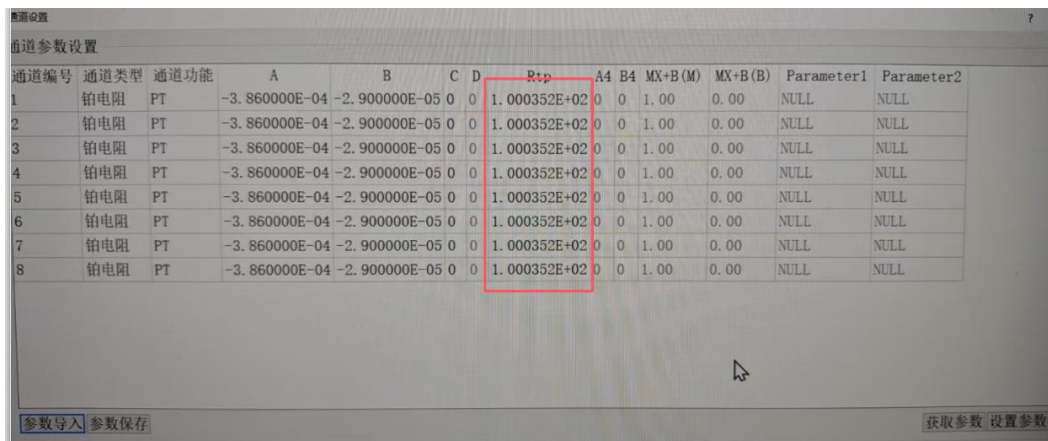 通道设置 ?
通道参数设置
通道编号 通道类型 通道功能 A B C D Rtp A4 B4 MX+B(M) MX+B(B) Parameter1 Parameter2
1 铂电阻 PT -3.860000E-04 -2.900000E-05 0 0 1.000352E+02 0 0 1.00 0.00 NULL NULL
2 铂电阻 PT -3.860000E-04 -2.900000E-05 0 0 1.000352E+02 0 0 1.00 0.00 NULL NULL
3 铂电阻 PT -3.860000E-04 -2.900000E-05 0 0 1.000352E+02 0 0 1.00 0.00 NULL NULL
4 铂电阻 PT -3.860000E-04 -2.900000E-05 0 0 1.000352E+02 0 0 1.00 0.00 NULL NULL
5 铂电阻 PT -3.860000E-04 -2.900000E-05 0 0 1.000352E+02 0 0 1.00 0.00 NULL NULL
6 铂电阻 PT -3.860000E-04 -2.900000E-05 0 0 1.000352E+02 0 0 1.00 0.00 NULL NULL
7 铂电阻 PT -3.860000E-04 -2.900000E-05 0 0 1.000352E+02 0 0 1.00 0.00 NULL NULL
8 铂电阻 PT -3.860000E-04 -2.900000E-05 0 0 1.000352E+02 0 0 1.00 0.00 NULL NULL
参数导入 参数保存 获取参数 设置参数